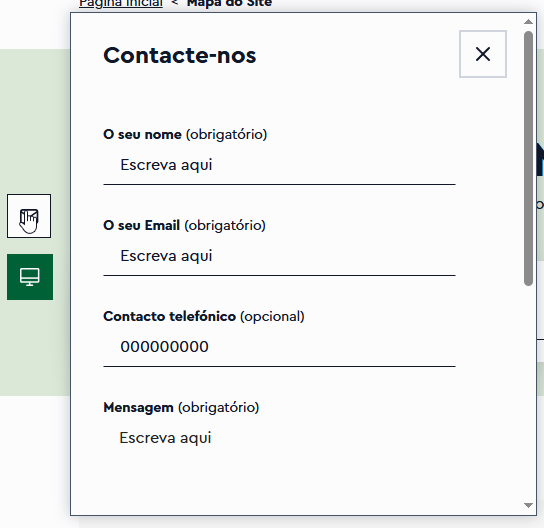 Página Inicial < Mapa do Site
Contacte-nos
O seu nome (obrigatório)
Escreva aqui
O seu Email (obrigatório)
Escreva aqui
Contacto telefónico (opcional)
000000000
Mensagem (obrigatório)
Escreva aqui